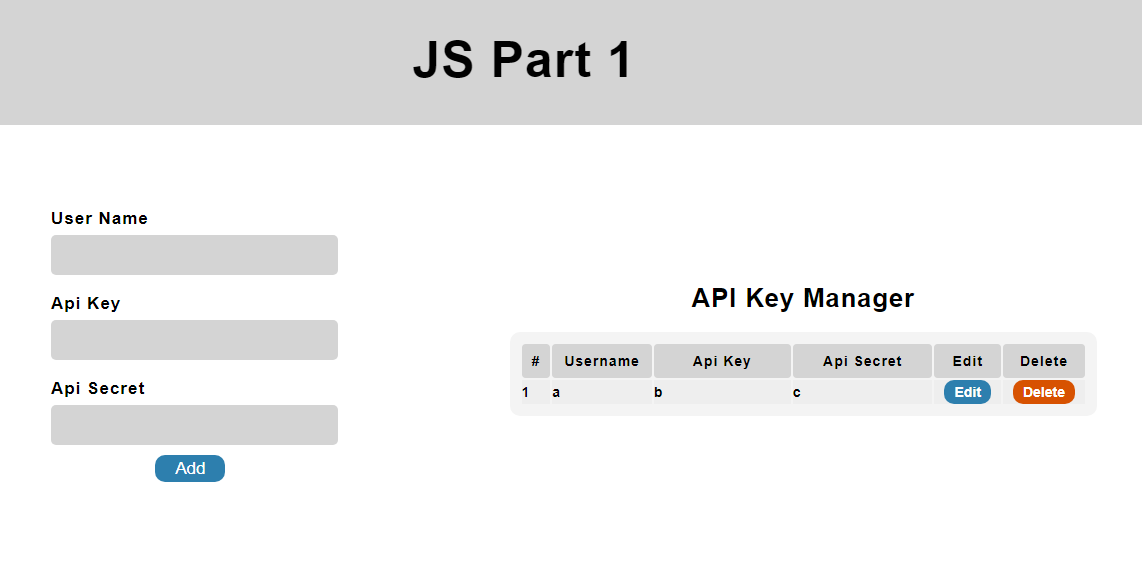 JS Part 1
User Name
Api Key
Api Secret
Add
API Key Manager
# Username Api Key Api Secret Edit Delete
1 a b c Edit Delete